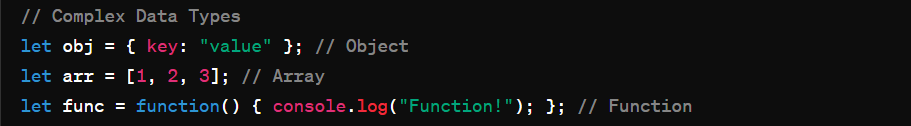 // Complex Data Types
let obj = { key: "value" }; // Object
let arr = [1, 2, 3]; // Array
let func = function() { console.log("Function!"); }; // Function